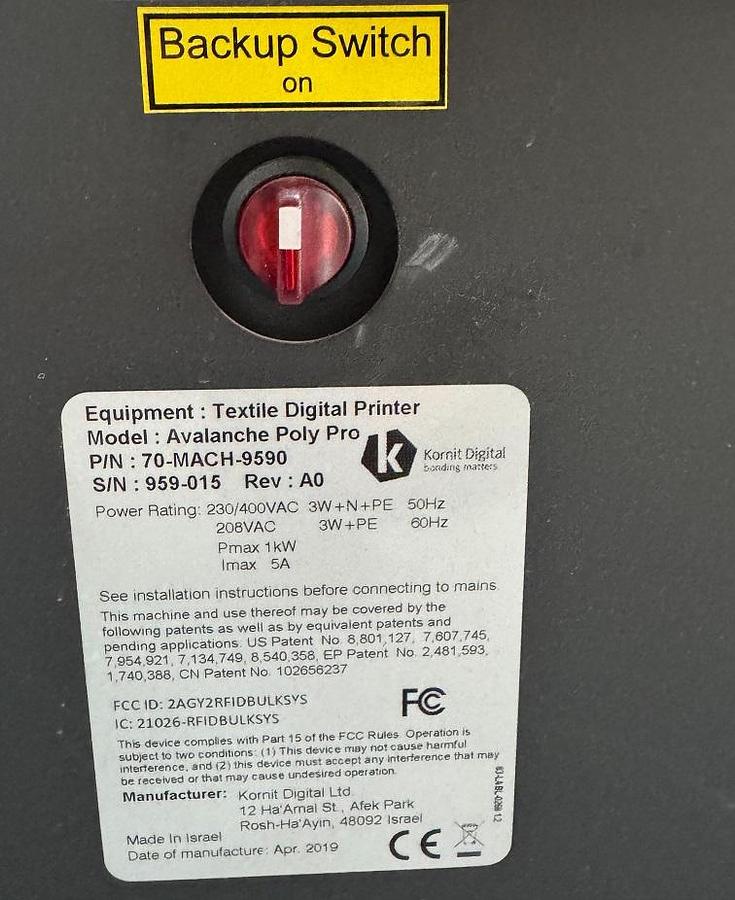 Backup Switch
on
Equipment : Textile Digital Printer
Model : Avalanche Poly Pro
P/N : 70-MACH-9590
S/N : 959-015 Rev : A0
k Kornit Digital
bonding matters
Power Rating: 230/400VAC 3W+N+PE 50Hz
208VAC 3W+PE 60Hz
Pmax 1kW
Imax 5A
See installation instructions before connecting to mains.
This machine and use thereof may be covered by the
following patents as well as by equivalent patents and
pending applications. US Patent No. 8,801,127, 7,607,745,
7,954,921, 7,134,749, 8,540,358, EP Patent No. 2,481,593,
1,740,388, CN Patent No. 102656237
FCC ID: 2AGY2RFIDBULKSYS
IC: 21026-RFIDBULKSYS
FC
This device complies with Part 15 of the FCC Rules. Operation is
subject to two conditions: (1) This device may not cause harmful
interference, and (2) this device must accept any interference that may
be received or that may cause undesired operation.
Manufacturer: Kornit Digital Ltd.
12 Ha'Amal St., Afek Park
Rosh-Ha'Ayin, 48092 Israel
Made In Israel
Date of manufacture: Apr. 2019
CE